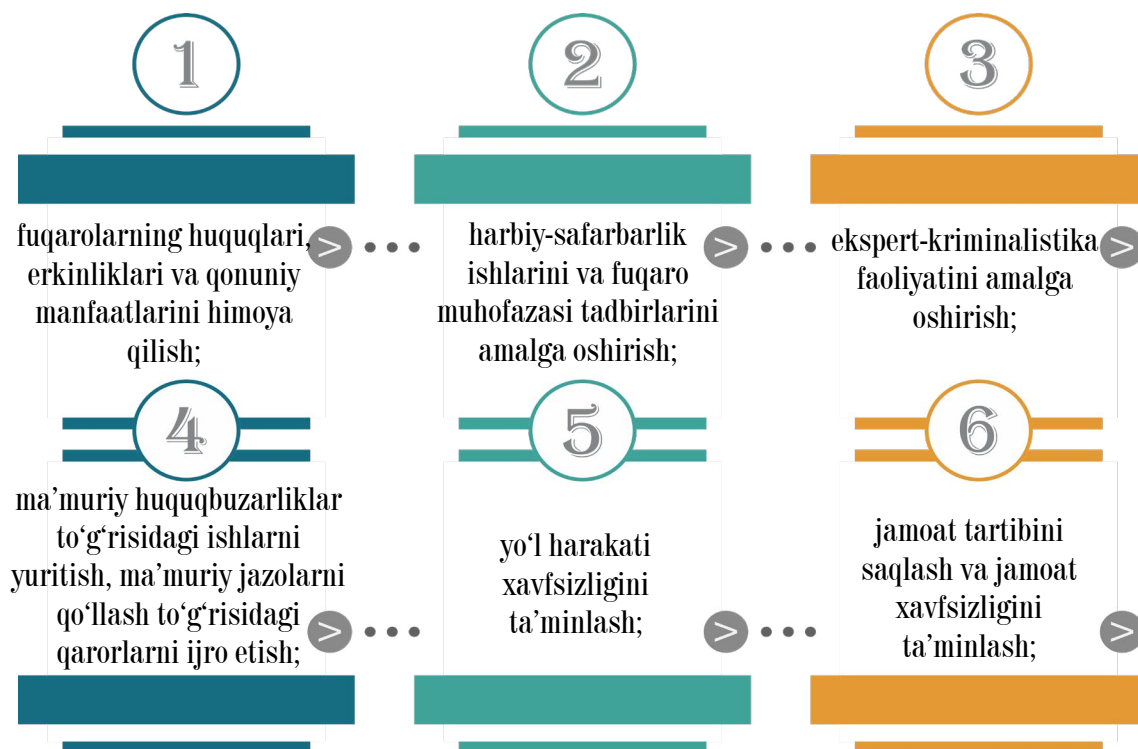 1
2
3
fuqarolarning huquqlari,
erkinliklari va qonuniy
manfaatlarini himoya
qilish;
harbiy-safarbarlik
ishlarini va fuqaro
muhofazasi tadbirlarini
amalga oshirish;
ekspert-kriminalistika
faoliyatini amalga
oshirish;
4
5
6
ma’muriy huquqbuzarliklar
to‘g‘risidagi ishlarni
yuritish, ma’muriy jazolarni
qo‘llash to‘g‘risidagi
qarorlarni ijro etish;
yo‘l harakati
xavfsizligini
ta’minlash;
jamoat tartibini
saqlash va jamoat
xavfsizligini
ta’minlash;